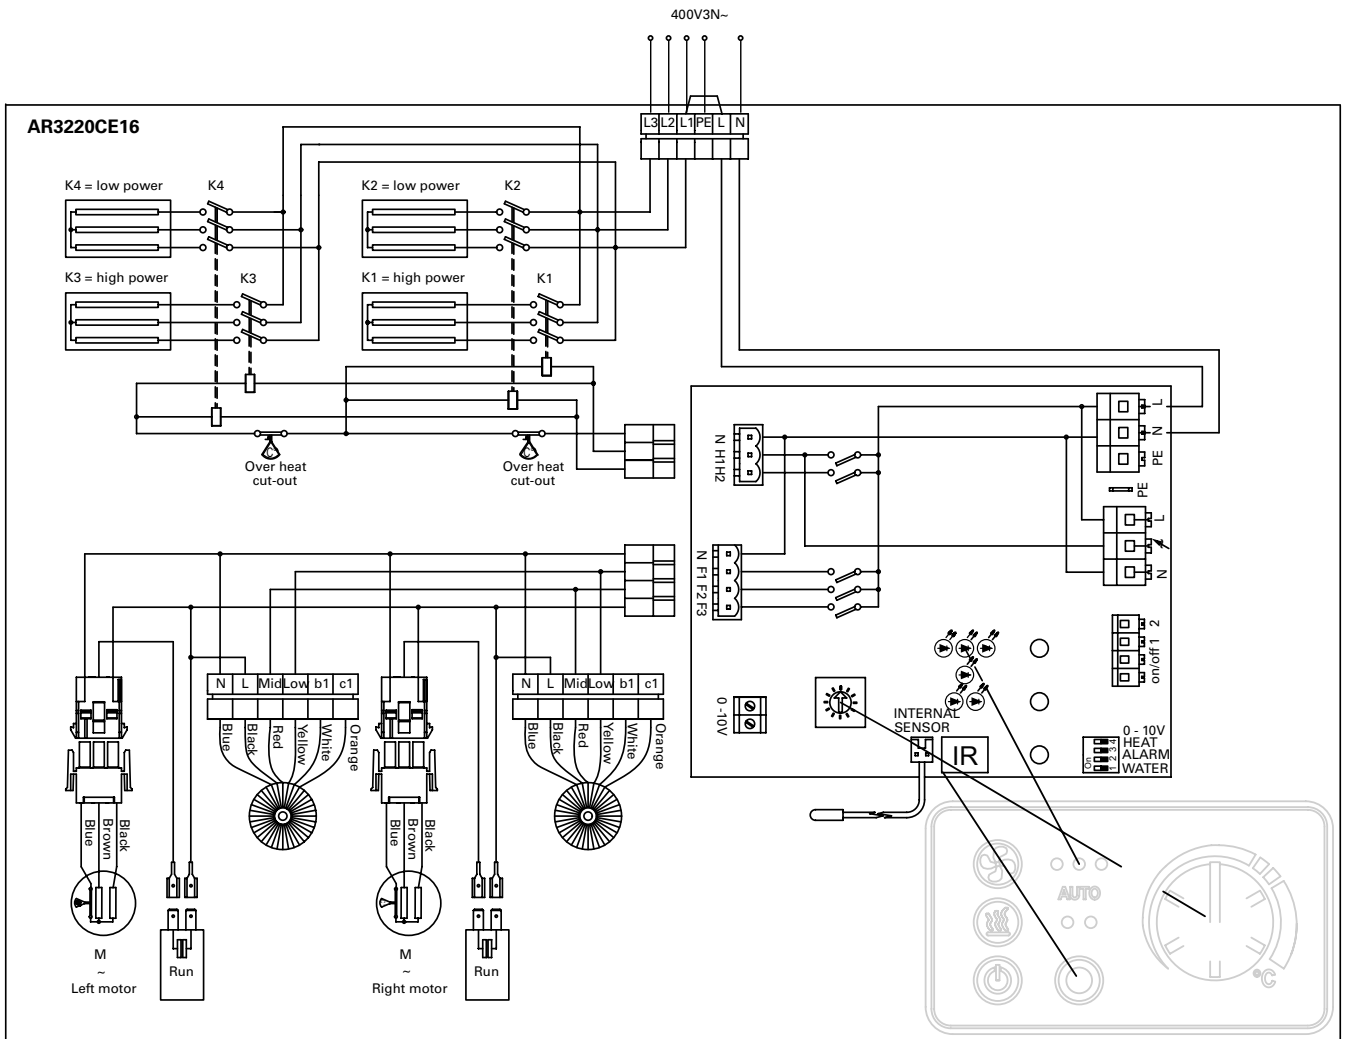 400V3N~
AR3220CE16
L3 L2 L1 PE L N
K4 = low power K4
K2 = low power K2
K3 = high power K3
K1 = high power K1
Over heat
cut-out
Over heat
cut-out
N H1 H2
L
N
PE
PE
L
N
N F1 F2 F3
on/off 1 2
0 -10V
INTERNAL
SENSOR
IR
On
1 2 3 4
0 - 10V
HEAT
ALARM
WATER
N L Mid Low b1 c1
Blue Black Red Yellow White Orange
N L Mid Low b1 c1
Blue Black Red Yellow White Orange
Blue Brown Black
Blue Brown Black
M
~
Left motor
Run
M
~
Right motor
Run
AUTO
°C